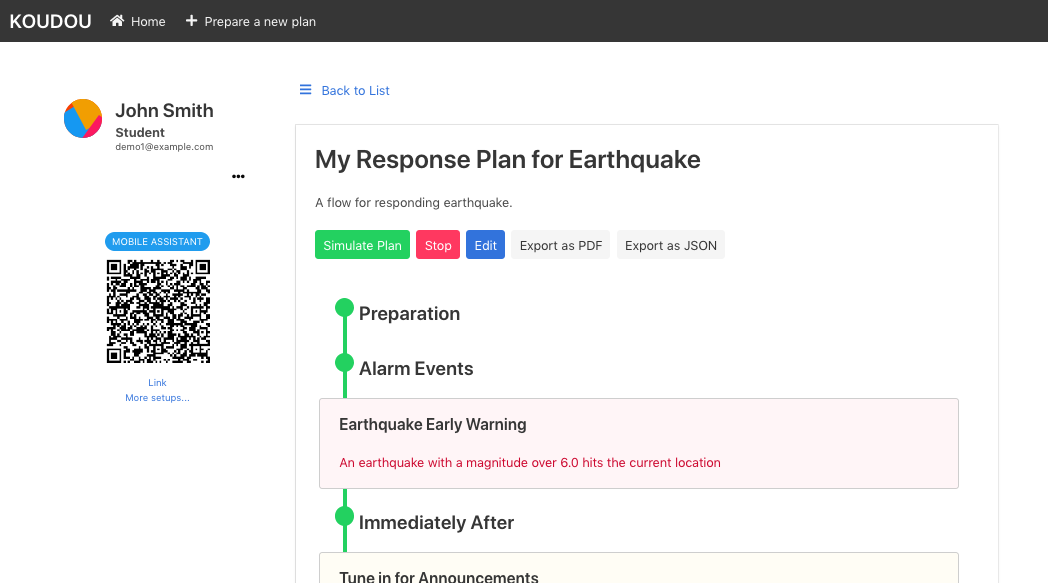 KOUDOU Home Prepare a new plan
John Smith
Student
demo1@example.com
MOBILE ASSISTANT
Link
More setups...
Back to List
My Response Plan for Earthquake
A flow for responding earthquake.
Simulate Plan Stop Edit Export as PDF Export as JSON
Preparation
Alarm Events
Earthquake Early Warning
An earthquake with a magnitude over 6.0 hits the current location
Immediately After
Tune in for Announcements